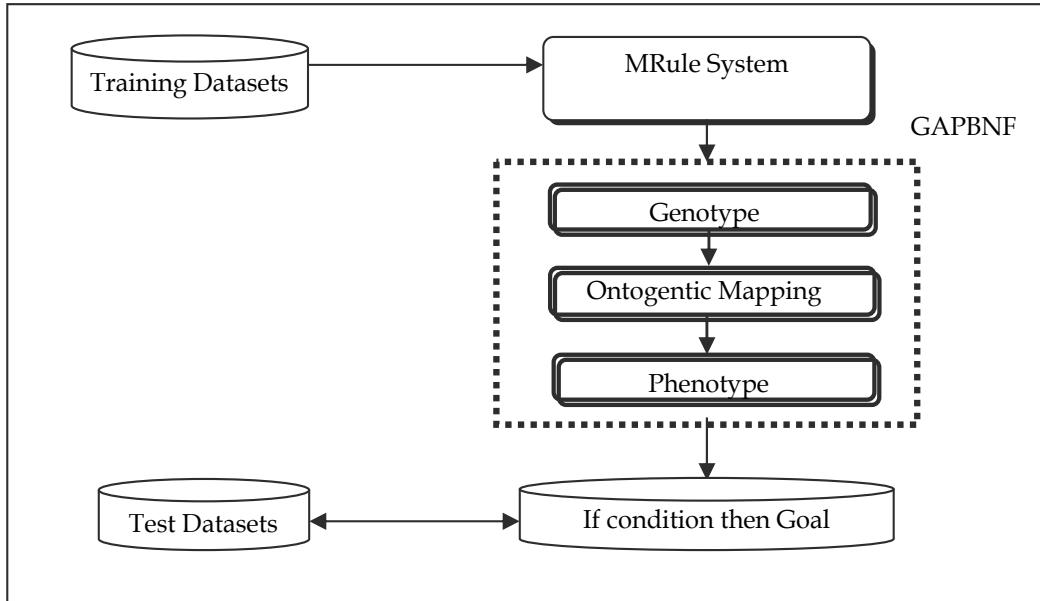 Training Datasets
MRule System
GAPBNF
Genotype
Ontogentic Mapping
Phenotype
Test Datasets
If condition then Goal